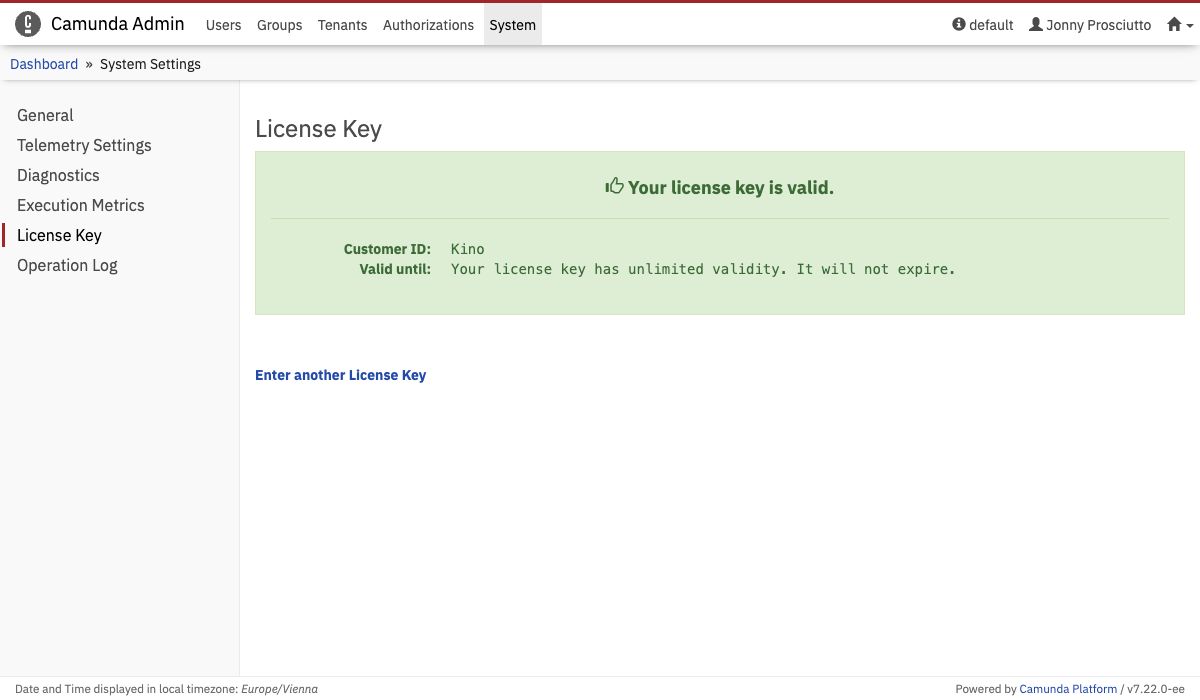 Camunda Admin Users Groups Tenants Authorizations System default Jonny Prosciutto
Dashboard » System Settings
General
Telemetry Settings
Diagnostics
Execution Metrics
License Key
Operation Log
License Key
Your license key is valid.
Customer ID: Kino
Valid until: Your license key has unlimited validity. It will not expire.
Enter another License Key
Date and Time displayed in local timezone: Europe/Vienna
Powered by Camunda Platform / v7.22.0-ee